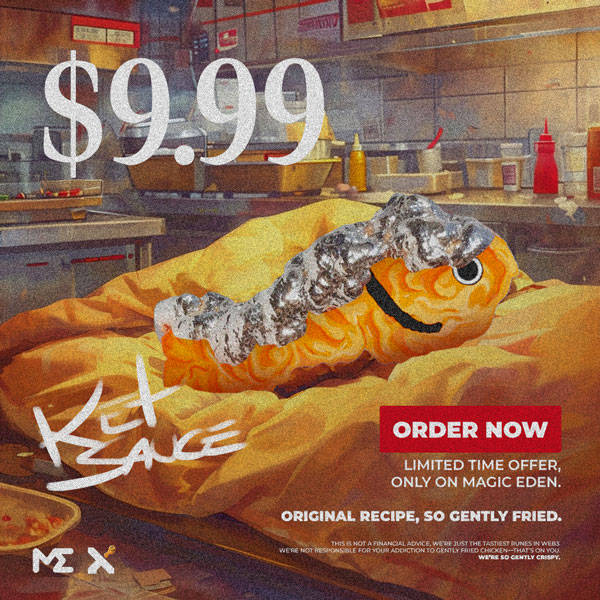 $9.99
KET
SAUCE
ORDER NOW
LIMITED TIME OFFER,
ONLY ON MAGIC EDEN.
ORIGINAL RECIPE, SO GENTLY FRIED.
THIS IS NOT A FINANCIAL ADVICE, WE'RE JUST THE TASTIEST RUNES IN WEB3.
WE'RE NOT RESPONSIBLE FOR YOUR ADDICTION TO GENTLY FRIED CHICKEN—THAT'S ON YOU.
WE'RE SO GENTLY CRISPY.
ME X